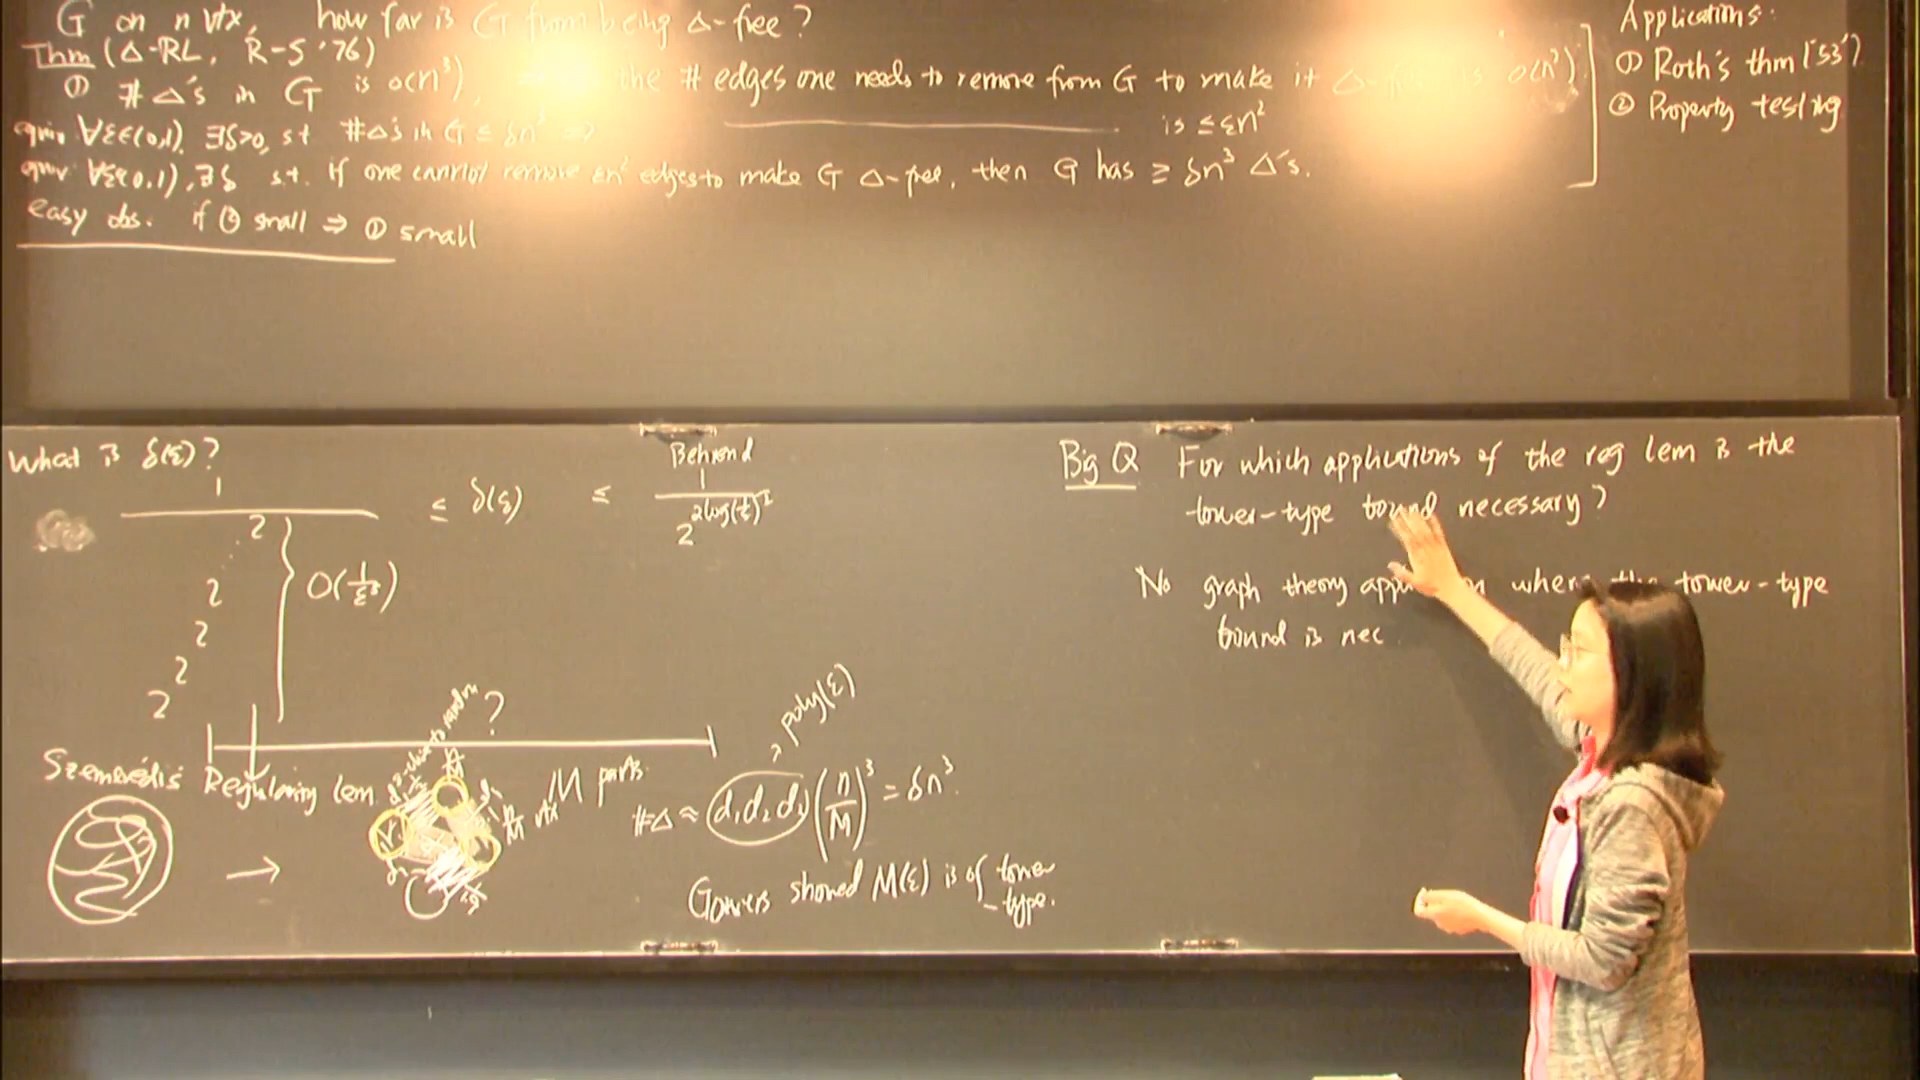 G on n vtx, how far is G from being Δ-free?
Thm (Δ-RL, R-S '76)
① # Δ's in G is o(n³), the # edges one needs to remove from G to make it Δ- is o(n²)
equiv ∀ε∈(0,1), ∃δ>0, st #Δ's in G ≤ δn³ ⇒ is ≤ εn²
equiv ∀ε(0,1), ∃δ s.t. if one cannot remove εn² edges to make G Δ-free, then G has ≥ δn³ Δ's.
easy obs. if ② small ⇒ ① small
Applications:
① Roth's thm ('53')
② Property testing
What is δ(ε)?
1 ≤ δ(ε) ≤ 1
Behrend
2 2 2 2 2 } O(1/ε³)
2^{2log(1/ε)²}
?
Szemerédi's Regularity lem.
close to random
n/M vtx
M parts
poly(ε)
#Δ ≈ d₁d₂d₃ (n/M)³ = δn³.
Gowers showed M(ε) is of tower
-type.
Big Q For which applications of the reg lem is the
tower-type bound necessary?
No graph theory where the tower-type
bound is nec.